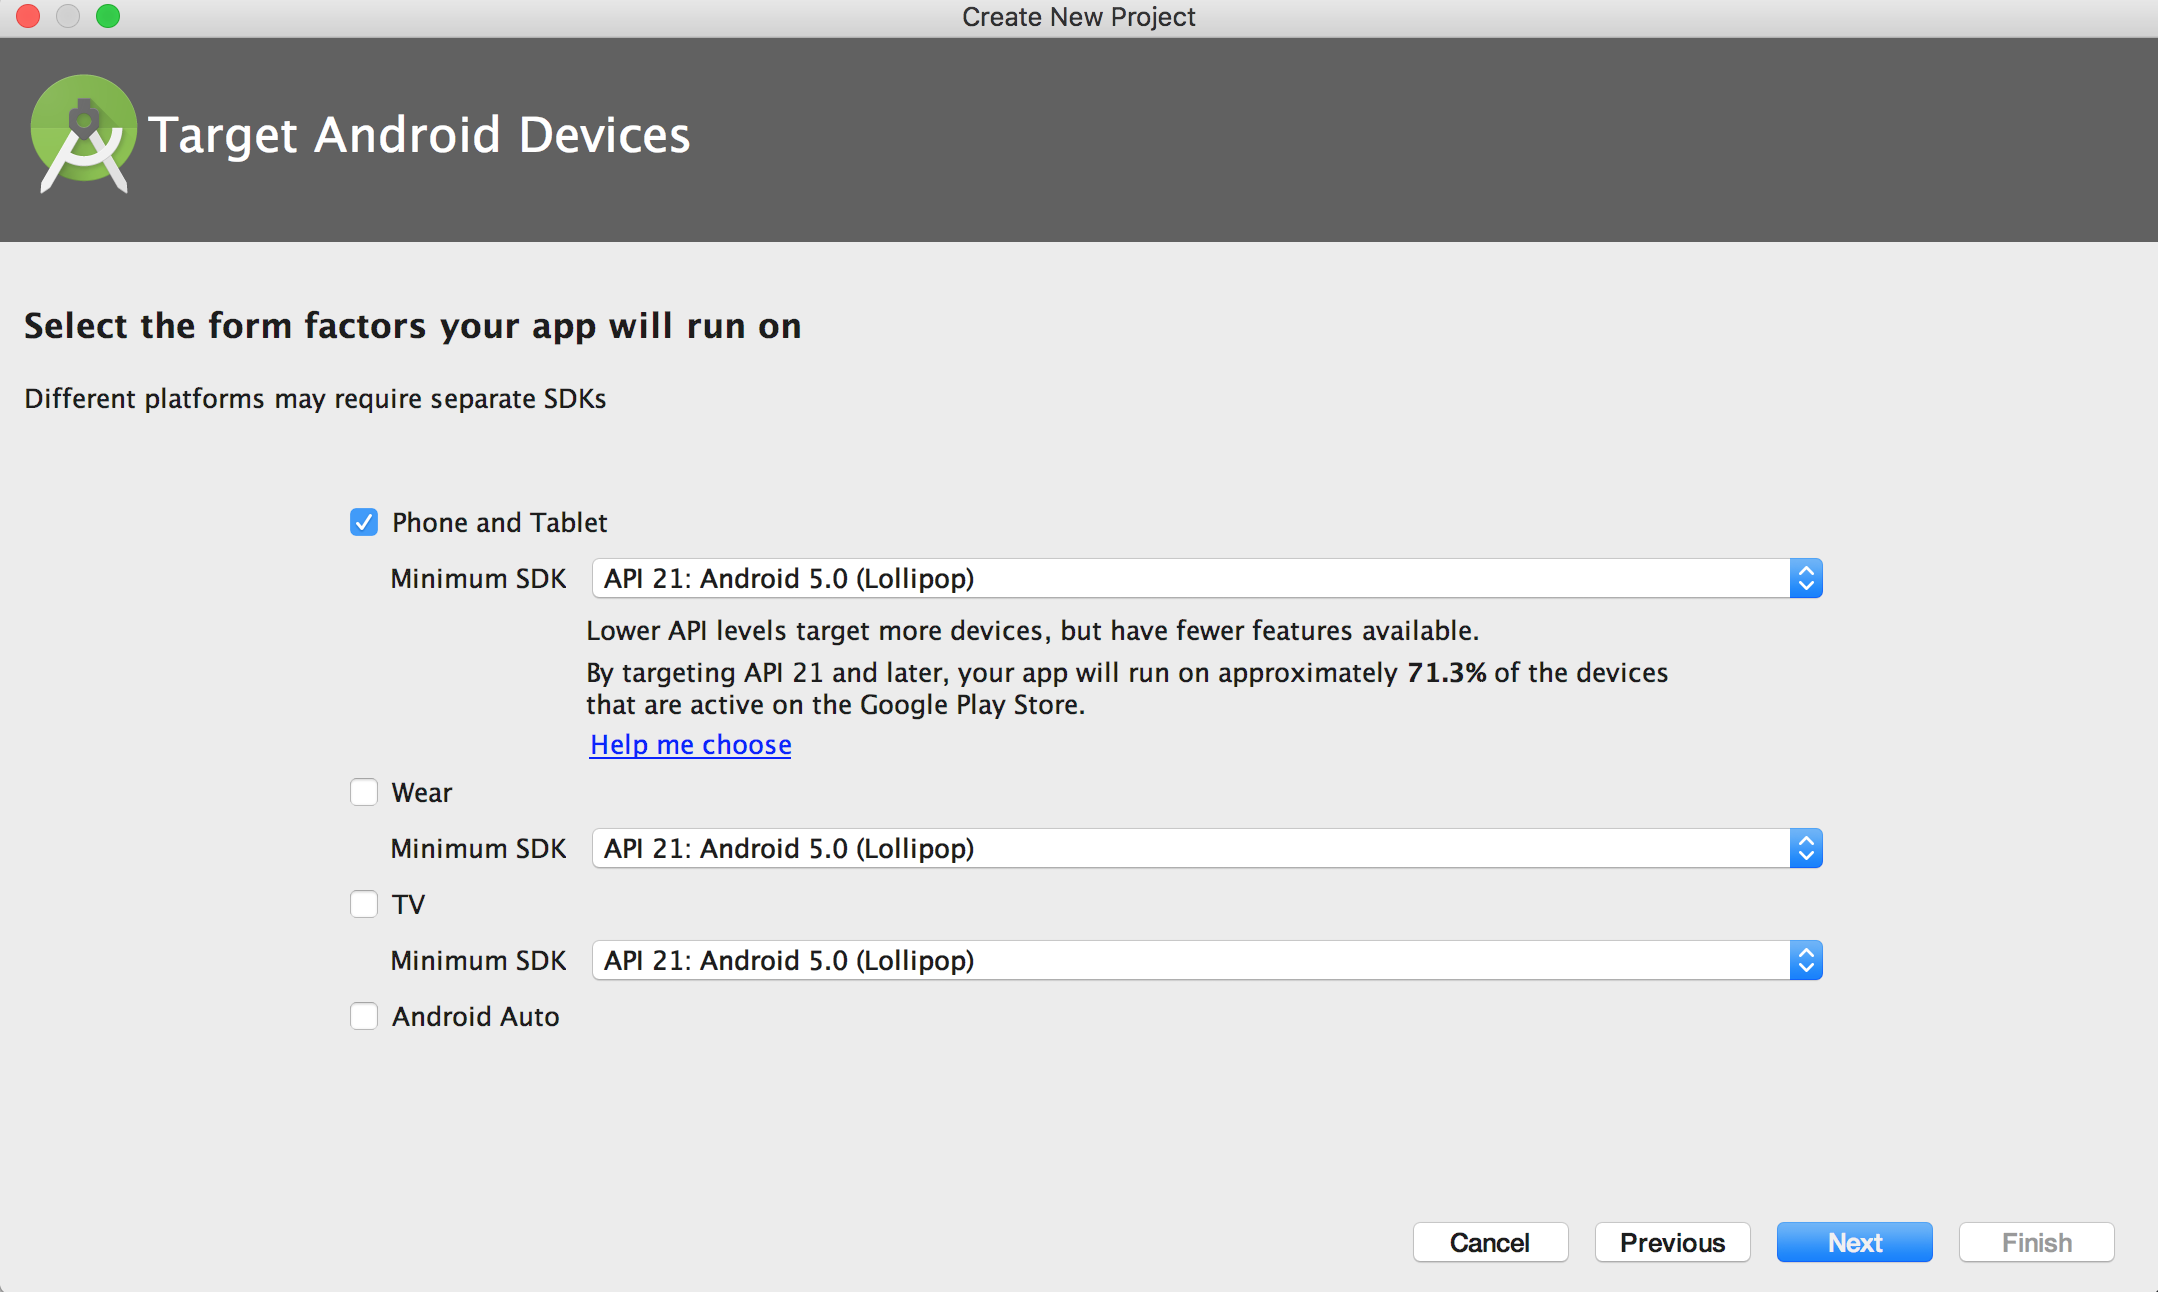 Create New Project
Target Android Devices
Select the form factors your app will run on
Different platforms may require separate SDKs
Phone and Tablet
Minimum SDK API 21: Android 5.0 (Lollipop)
Lower API levels target more devices, but have fewer features available.
By targeting API 21 and later, your app will run on approximately 71.3% of the devices
that are active on the Google Play Store.
Help me choose
Wear
Minimum SDK API 21: Android 5.0 (Lollipop)
TV
Minimum SDK API 21: Android 5.0 (Lollipop)
Android Auto
Cancel Previous Next Finish